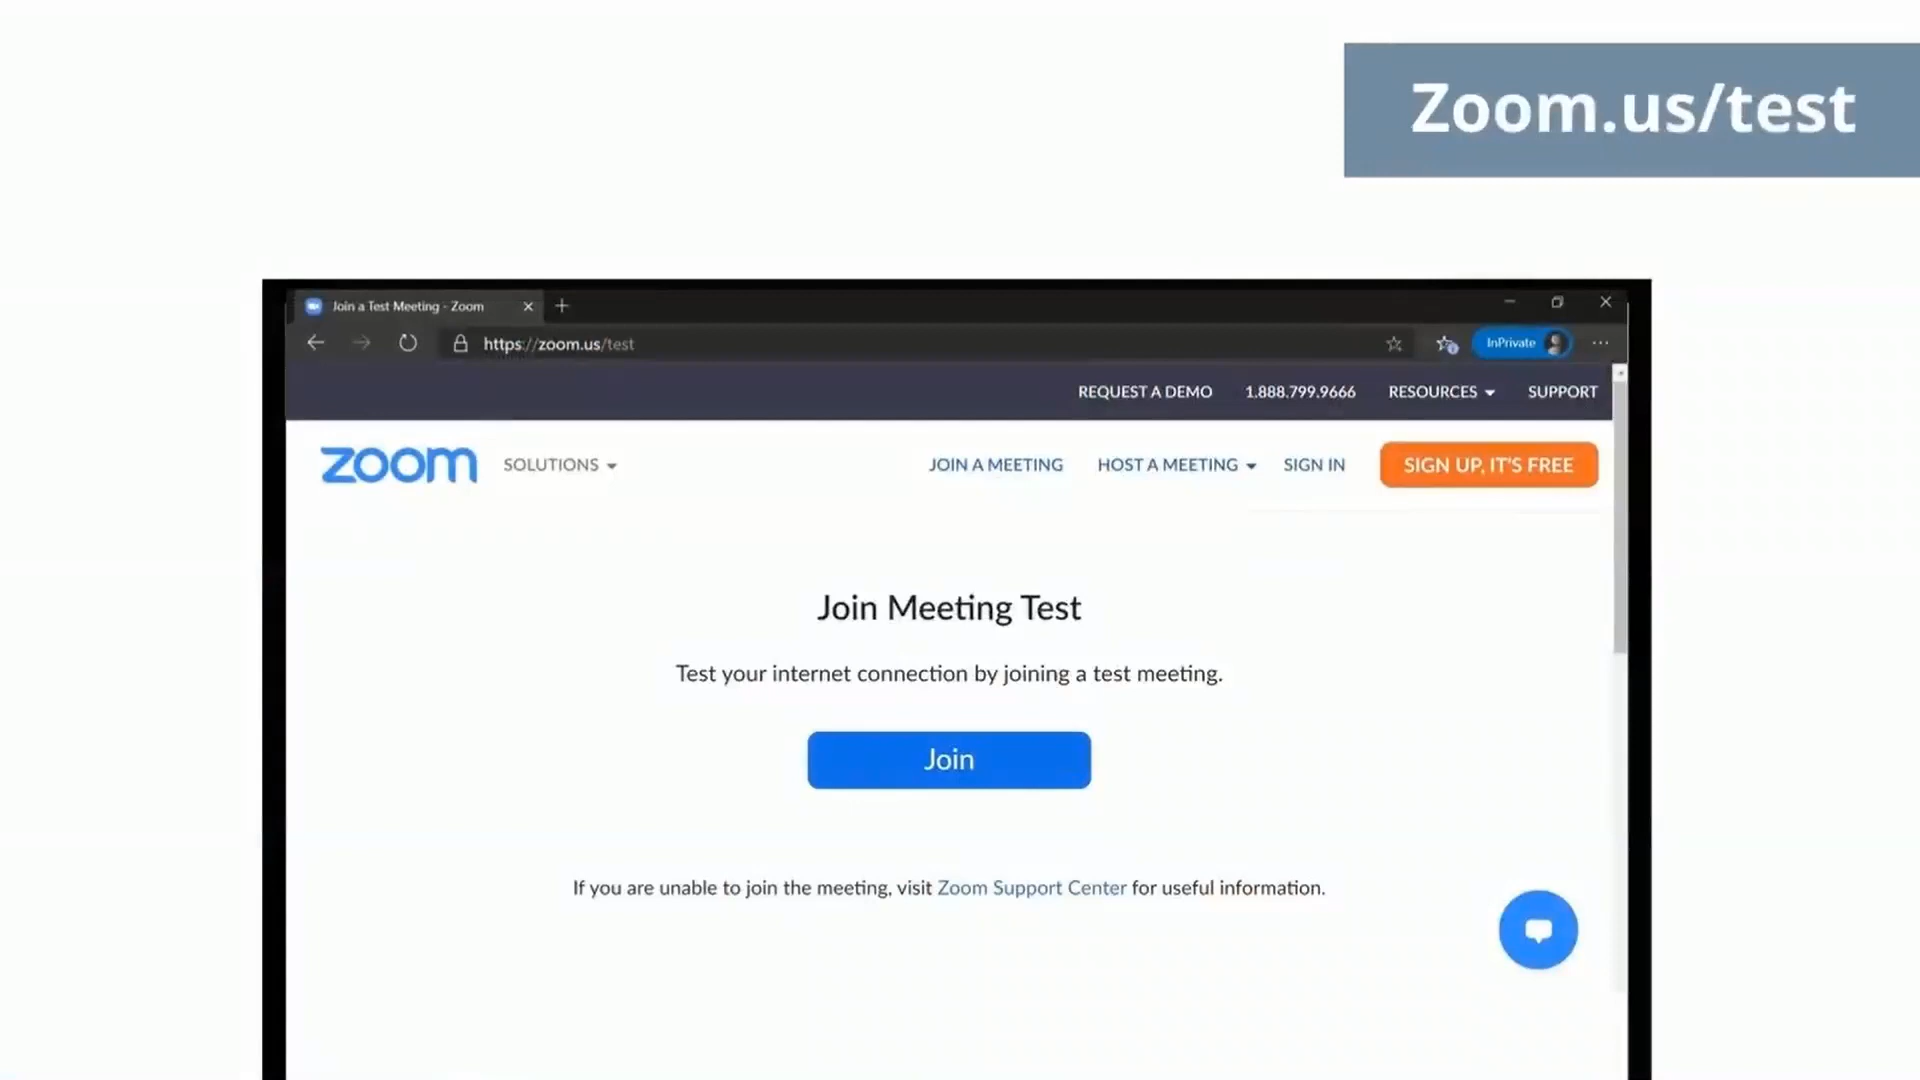 Zoom.us/test
Join a Test Meeting - Zoom
https://zoom.us/test
InPrivate
REQUEST A DEMO 1.888.799.9666 RESOURCES SUPPORT
zoom SOLUTIONS JOIN A MEETING HOST A MEETING SIGN IN SIGN UP, IT'S FREE
Join Meeting Test
Test your internet connection by joining a test meeting.
Join
If you are unable to join the meeting, visit Zoom Support Center for useful information.